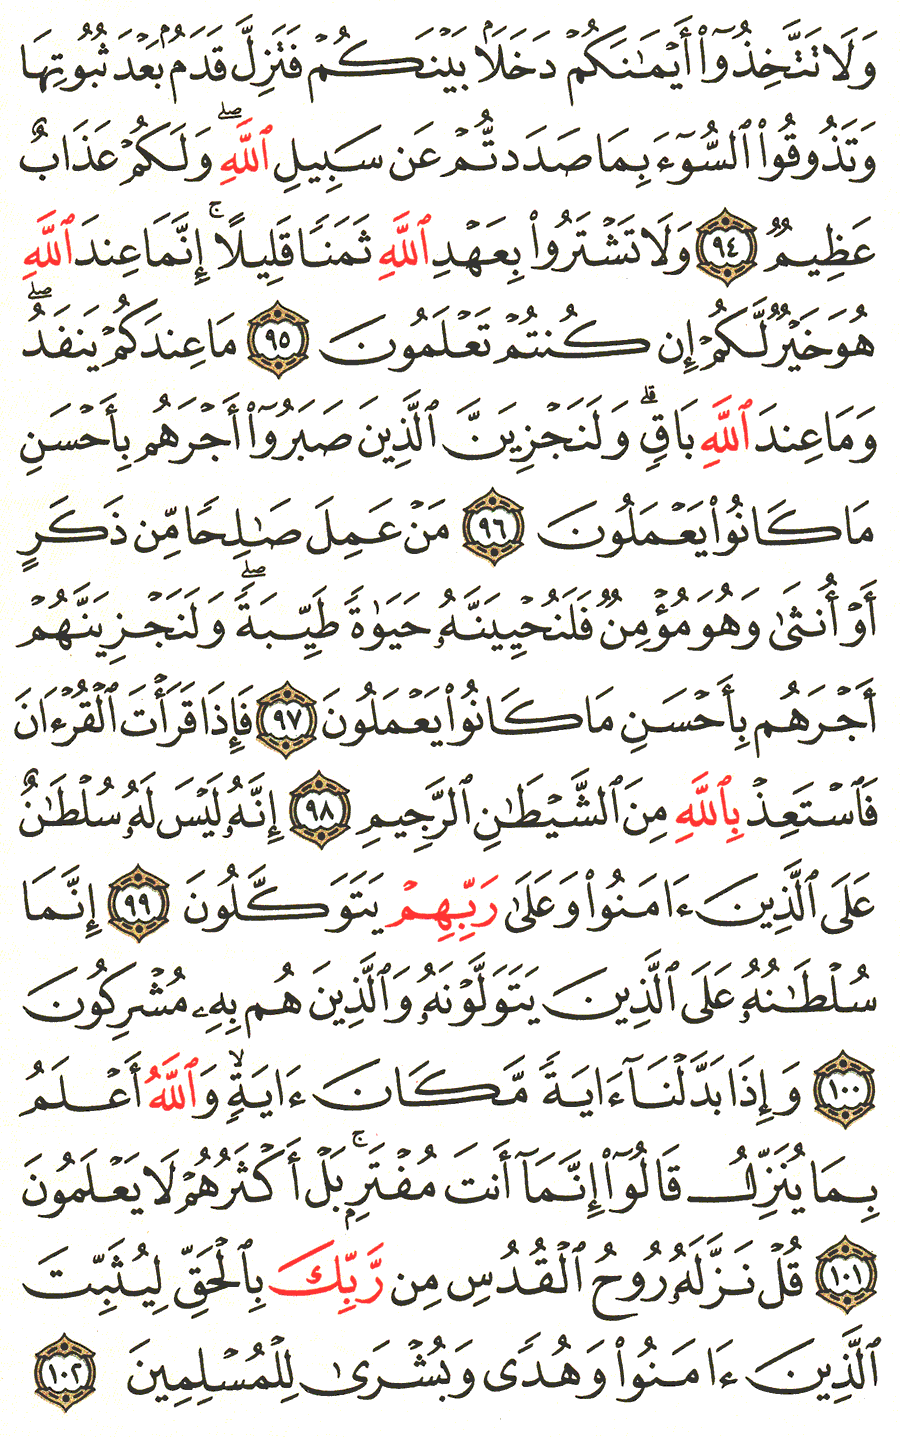 وَلَا تَتَّخِذُوٓا۟ أَيْمَـٰنَكُمْ دَخَلًۢا بَيْنَكُمْ فَتَزِلَّ قَدَمٌۢ بَعْدَ ثُبُوتِهَا
وَتَذُوقُوا۟ ٱلسُّوٓءَ بِمَا صَدَدتُّمْ عَن سَبِيلِ ٱللَّهِ ۖ وَلَكُمْ عَذَابٌ
عَظِيمٌ ٩٤ وَلَا تَشْتَرُوا۟ بِعَهْدِ ٱللَّهِ ثَمَنًا قَلِيلًا ۚ إِنَّمَا عِندَ ٱللَّهِ
هُوَ خَيْرٌ لَّكُمْ إِن كُنتُمْ تَعْلَمُونَ ٩٥ مَا عِندَكُمْ يَنفَدُ ۖ
وَمَا عِندَ ٱللَّهِ بَاقٍ ۗ وَلَنَجْزِيَنَّ ٱلَّذِينَ صَبَرُوٓا۟ أَجْرَهُم بِأَحْسَنِ
مَا كَانُوا۟ يَعْمَلُونَ ٩٦ مَنْ عَمِلَ صَـٰلِحًا مِّن ذَكَرٍ
أَوْ أُنثَىٰ وَهُوَ مُؤْمِنٌ فَلَنُحْيِيَنَّهُۥ حَيَوٰةً طَيِّبَةً ۖ وَلَنَجْزِيَنَّهُمْ
أَجْرَهُم بِأَحْسَنِ مَا كَانُوا۟ يَعْمَلُونَ ٩٧ فَإِذَا قَرَأْتَ ٱلْقُرْءَانَ
فَٱسْتَعِذْ بِٱللَّهِ مِنَ ٱلشَّيْطَـٰنِ ٱلرَّجِيمِ ٩٨ إِنَّهُۥ لَيْسَ لَهُۥ سُلْطَـٰنٌ
عَلَى ٱلَّذِينَ ءَامَنُوا۟ وَعَلَىٰ رَبِّهِمْ يَتَوَكَّلُونَ ٩٩ إِنَّمَا
سُلْطَـٰنُهُۥ عَلَى ٱلَّذِينَ يَتَوَلَّوْنَهُۥ وَٱلَّذِينَ هُم بِهِۦ مُشْرِكُونَ
١٠٠ وَإِذَا بَدَّلْنَآ ءَايَةً مَّكَانَ ءَايَةٍ ۙ وَٱللَّهُ أَعْلَمُ
بِمَا يُنَزِّلُ قَالُوٓا۟ إِنَّمَآ أَنتَ مُفْتَرٍۭ ۚ بَلْ أَكْثَرُهُمْ لَا يَعْلَمُونَ
١٠١ قُلْ نَزَّلَهُۥ رُوحُ ٱلْقُدُسِ مِن رَّبِّكَ بِٱلْحَقِّ لِيُثَبِّتَ
ٱلَّذِينَ ءَامَنُوا۟ وَهُدًى وَبُشْرَىٰ لِلْمُسْلِمِينَ ١٠٢